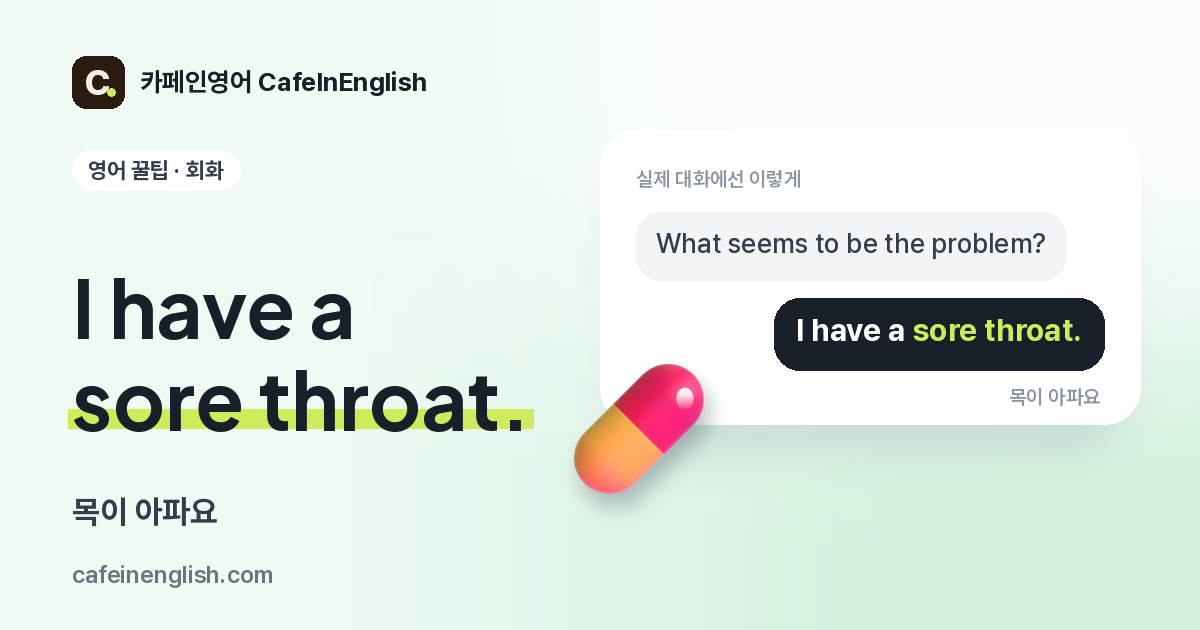 C
카페인영어 CafeInEnglish
영어 꿀팁 · 회화
I have a
sore throat.
목이 아파요
cafeinenglish.com
실제 대화에선 이렇게
What seems to be the problem?
I have a sore throat.
목이 아파요